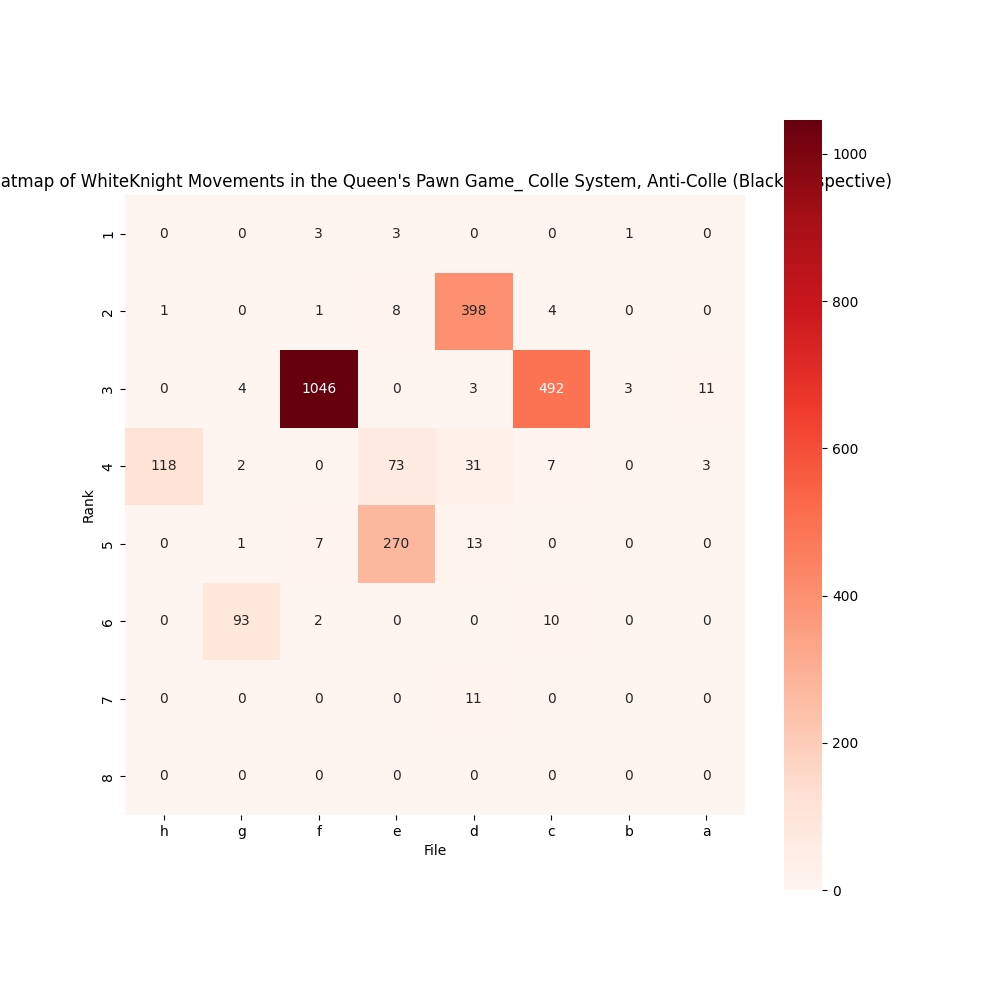 atmap of WhiteKnight Movements in the Queen's Pawn Game_ Colle System, Anti-Colle (Black spective)
1000
1 0 0 3 3 0 0 1 0
2 1 0 1 8 398 4 0 0
800
3 0 4 1046 0 3 492 3 11
4 118 2 0 73 31 7 0 3
600
Rank
5 0 1 7 270 13 0 0 0
400
6 0 93 2 0 0 10 0 0
7 0 0 0 0 11 0 0 0
200
8 0 0 0 0 0 0 0 0
h g f e d c b a
File
0